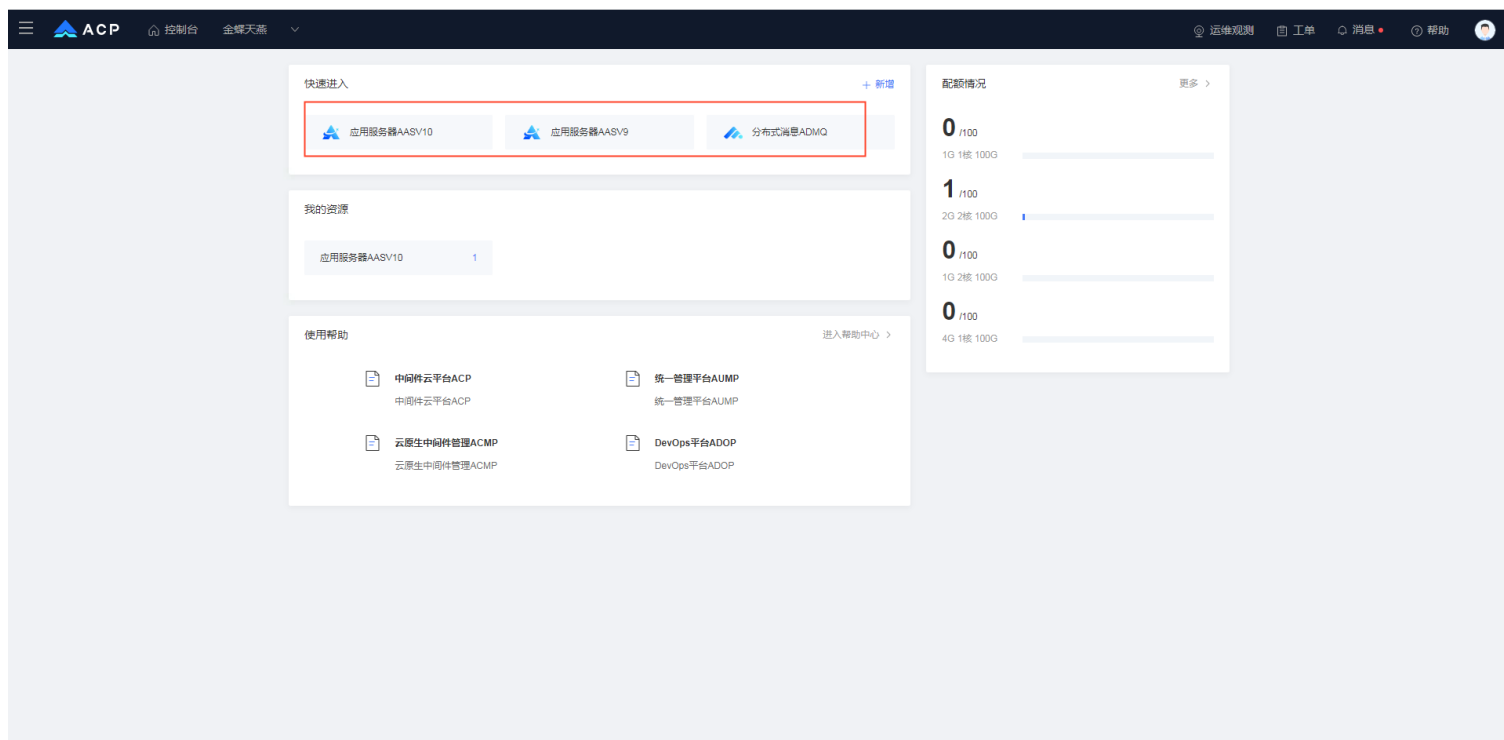 ACP 控制台 金蝶天燕 运维观测 工单 消息 帮助
快速进入 + 新增
应用服务器AASV10 应用服务器AASV9 分布式消息ADMQ
我的资源
应用服务器AASV10 1
使用帮助 进入帮助中心 >
中间件云平台ACP
中间件云平台ACP
统一管理平台AUMP
统一管理平台AUMP
云原生中间件管理ACMP
云原生中间件管理ACMP
DevOps平台ADOP
DevOps平台ADOP
配额情况 更多 >
0 /100
1G 1核 100G
1 /100
2G 2核 100G
0 /100
1G 2核 100G
0 /100
4G 1核 100G